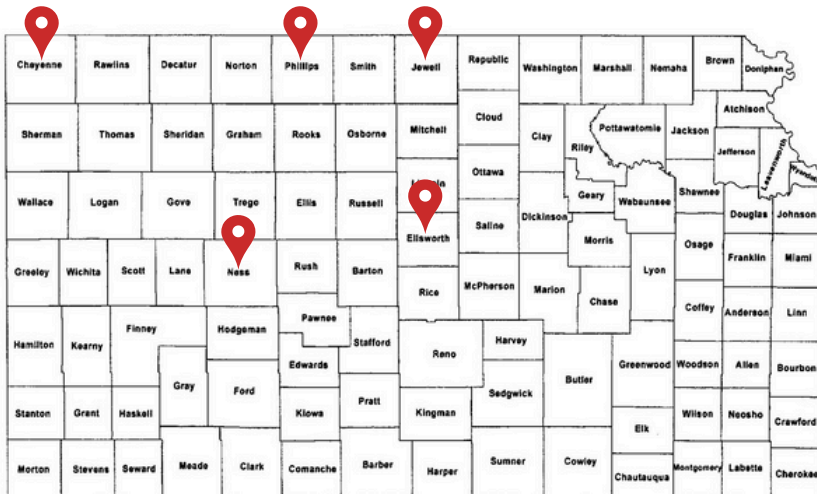 Cheyenne
Rawlins
Decatur
Norton
Phillips
Smith
Jewell
Republic
Washington
Marshall
Nemaha
Brown
Doniphan
Sherman
Thomas
Sheridan
Graham
Rooks
Osborne
Mitchell
Cloud
Clay
Riley
Pottawatomie
Jackson
Atchison
Jefferson
Leavenworth
Wallace
Logan
Gove
Trego
Ellis
Russell
Ottawa
Saline
Dickinson
Geary
Wabaunsee
Shawnee
Douglas
Johnson
Greeley
Wichita
Scott
Lane
Ness
Rush
Barton
Ellsworth
Rice
McPherson
Marion
Morris
Chase
Lyon
Osage
Franklin
Miami
Hamilton
Kearny
Finney
Hodgeman
Pawnee
Stafford
Edwards
Reno
Harvey
Sedgwick
Butler
Greenwood
Coffey
Anderson
Linn
Woodson
Allen
Bourbon
Stanton
Grant
Haskell
Gray
Ford
Kiowa
Pratt
Kingman
Elk
Wilson
Neosho
Crawford
Morton
Stevens
Seward
Meade
Clark
Comanche
Barber
Harper
Sumner
Cowley
Chautauqua
Montgomery
Labette
Cherokee